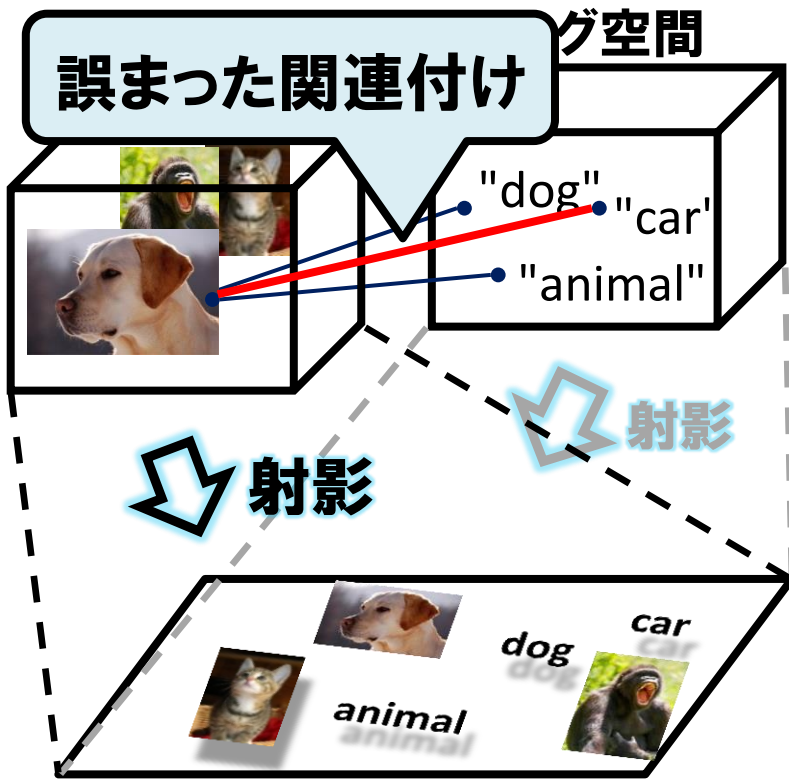 グ空間
誤まった関連付け
"dog"
"car'
"animal"
射影
射影
car
dog
animal